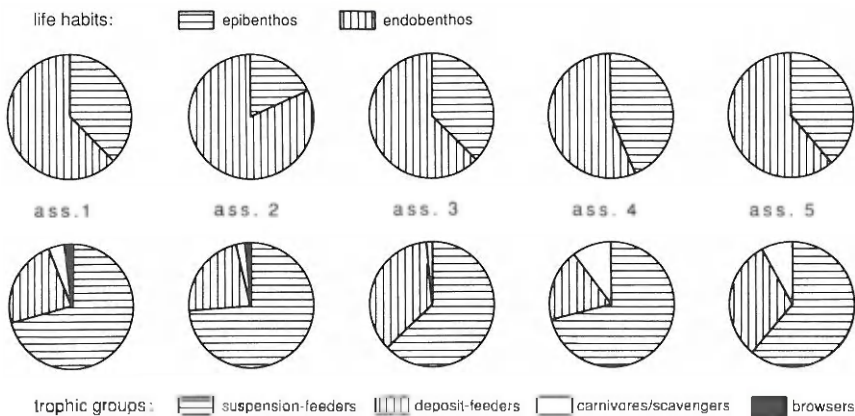 life habits: epibenthos endobenthos
ass.1 ass. 2 ass. 3 ass. 4 ass. 5
trophic groups: suspension-feeders deposit-feeders carnivores/scavengers browsers